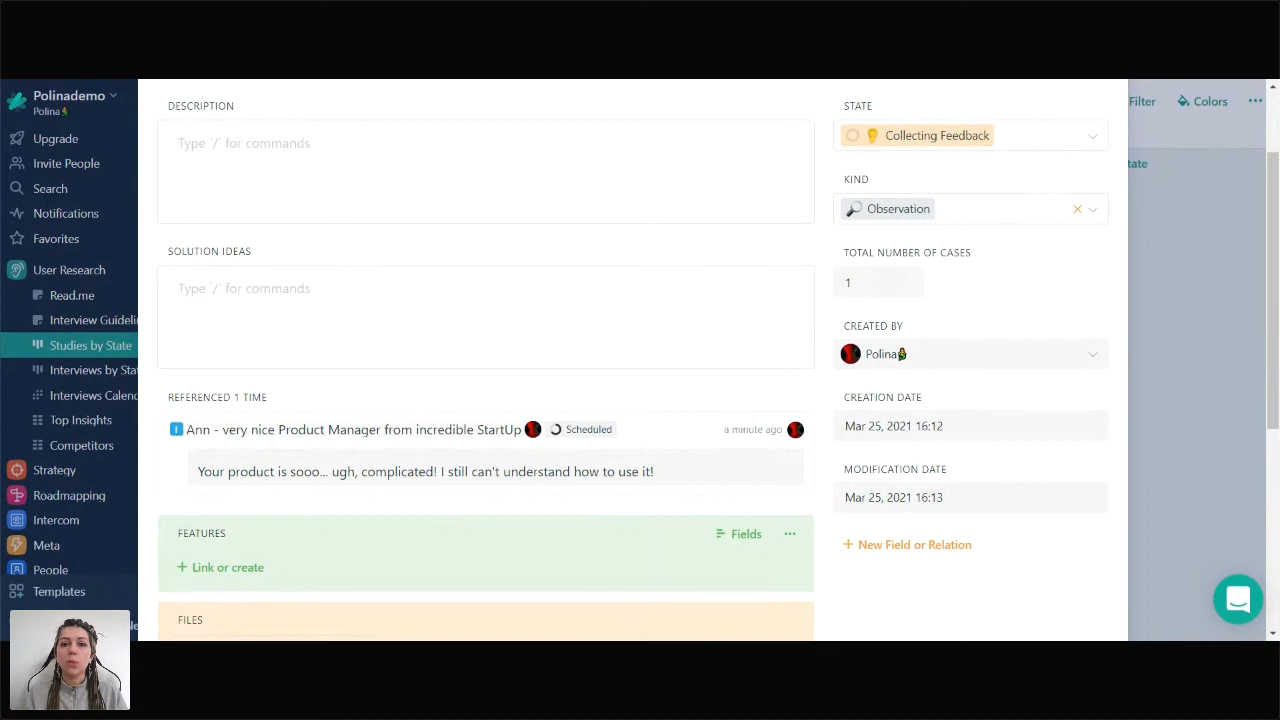 Polinademo
Polina
Upgrade
Invite People
Search
Notifications
Favorites
User Research
Read.me
Interview Guideli
Studies by State
Interviews by Sta
Interviews Calend
Top Insights
Competitors
Strategy
Roadmapping
Intercom
Meta
People
Templates
DESCRIPTION
Type `/` for commands
SOLUTION IDEAS
Type `/` for commands
REFERENCED 1 TIME
I Ann - very nice Product Manager from incredible StartUp Scheduled a minute ago
Your product is sooo... ugh, complicated! I still can't understand how to use it!
FEATURES Fields
+ Link or create
FILES
STATE
Collecting Feedback
KIND
Observation
TOTAL NUMBER OF CASES
1
CREATED BY
Polina
CREATION DATE
Mar 25, 2021 16:12
MODIFICATION DATE
Mar 25, 2021 16:13
+ New Field or Relation
Filter Colors
tate